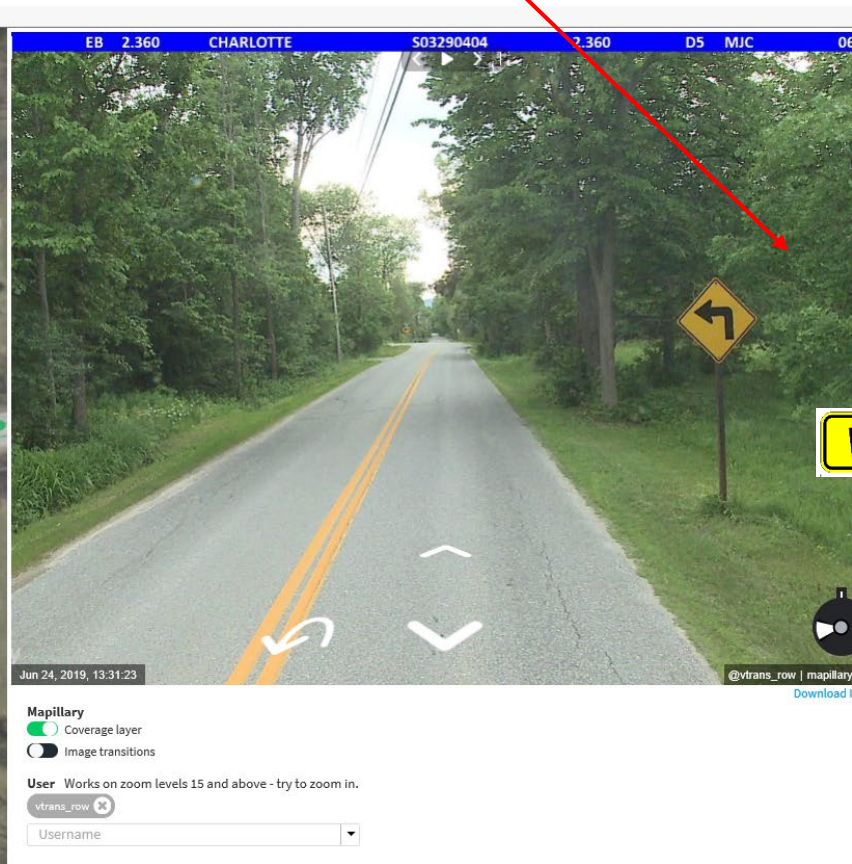 EB 2.360 CHARLOTTE S03290404 2.360 D5 MJC 06
Jun 24, 2019, 13:31:23
@vtrans_row | mapillary
Download
Mapillary
Coverage layer
Image transitions
User Works on zoom levels 15 and above - try to zoom in.
vtrans_row
Username